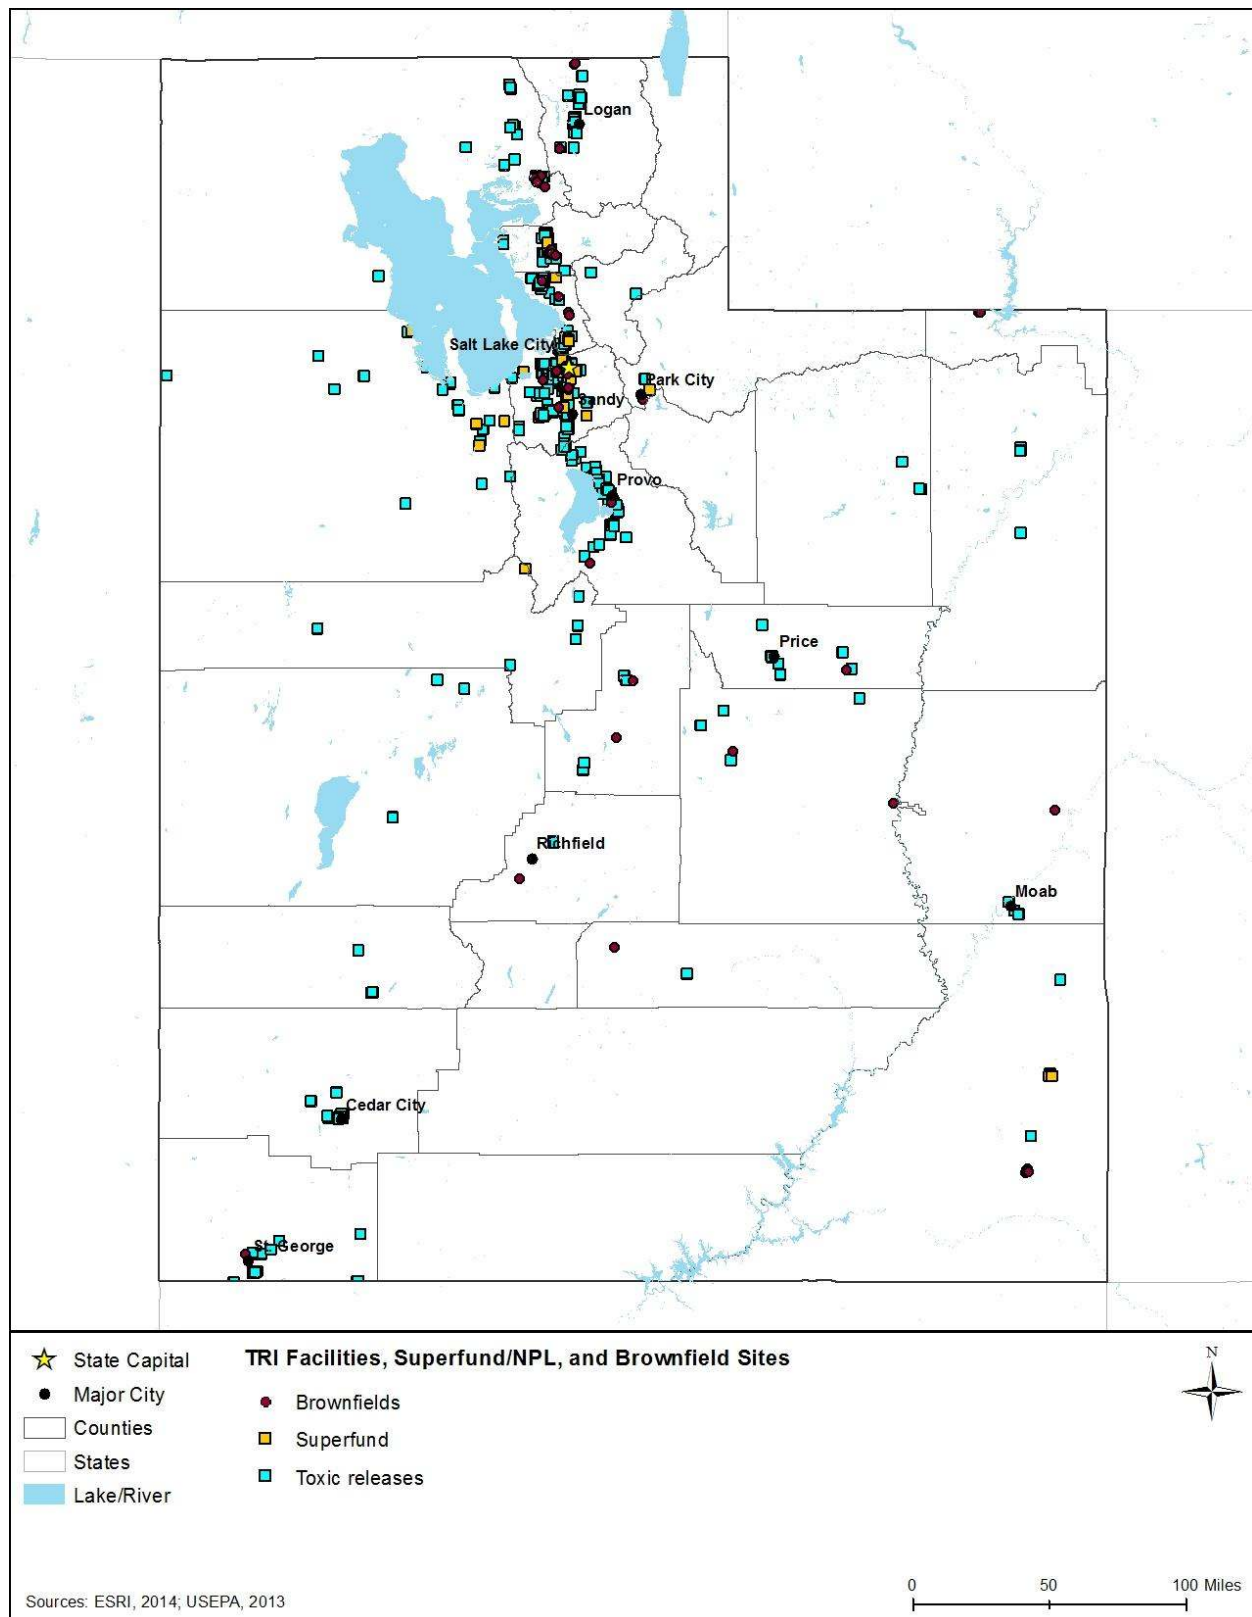 Logan
Salt Lake City
Park City
Sandy
Provo
Price
Richfield
Moab
Cedar City
St. George
State Capital
Major City
Counties
States
Lake/River
TRI Facilities, Superfund/NPL, and Brownfield Sites
Brownfields
Superfund
Toxic releases
N
Sources: ESRI, 2014; USEPA, 2013
0 50 100 Miles